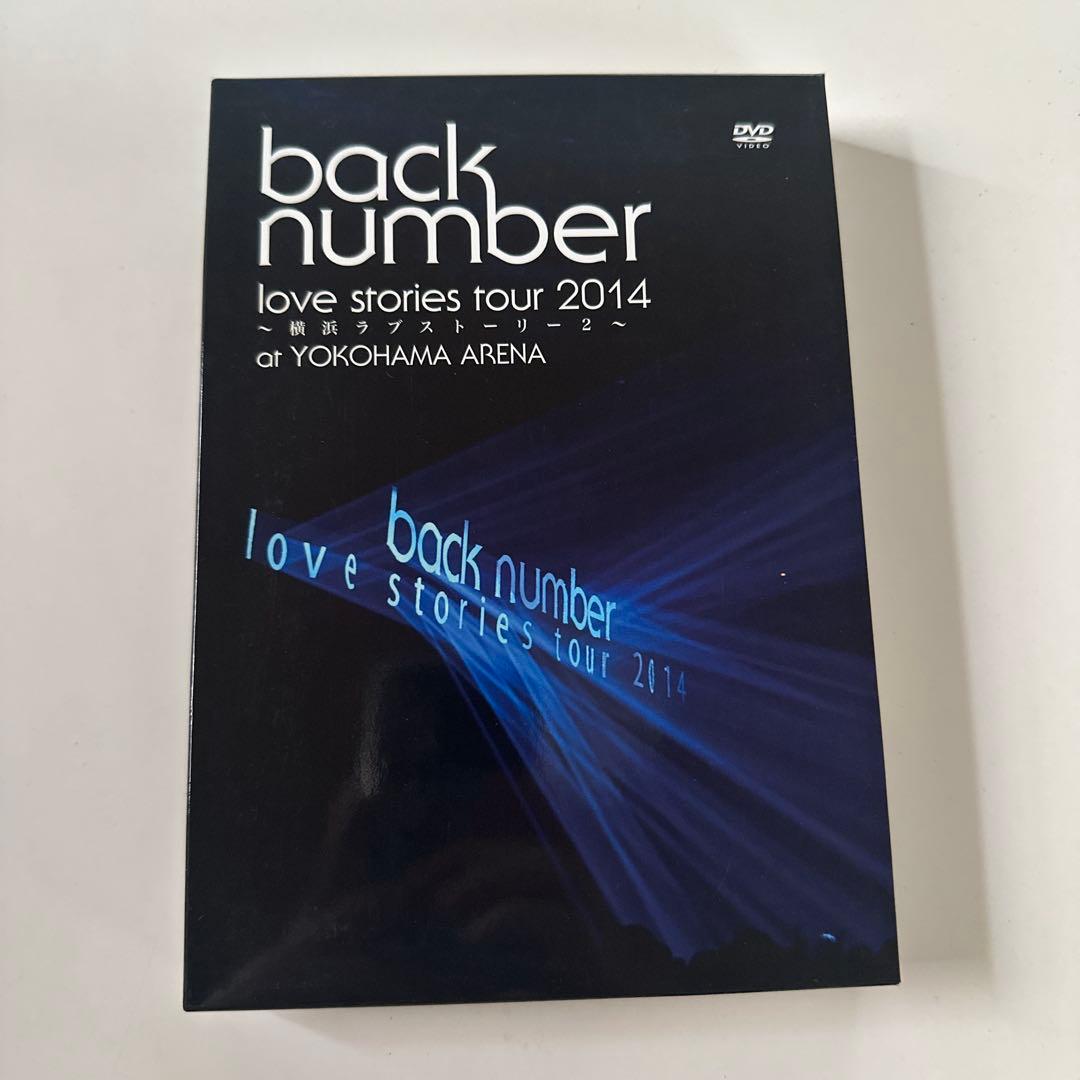 back
number
love stories tour 2014
～横浜ラブストーリー2～
at YOKOHAMA ARENA
DVD
VIDEO
back number
love stories tour 2014